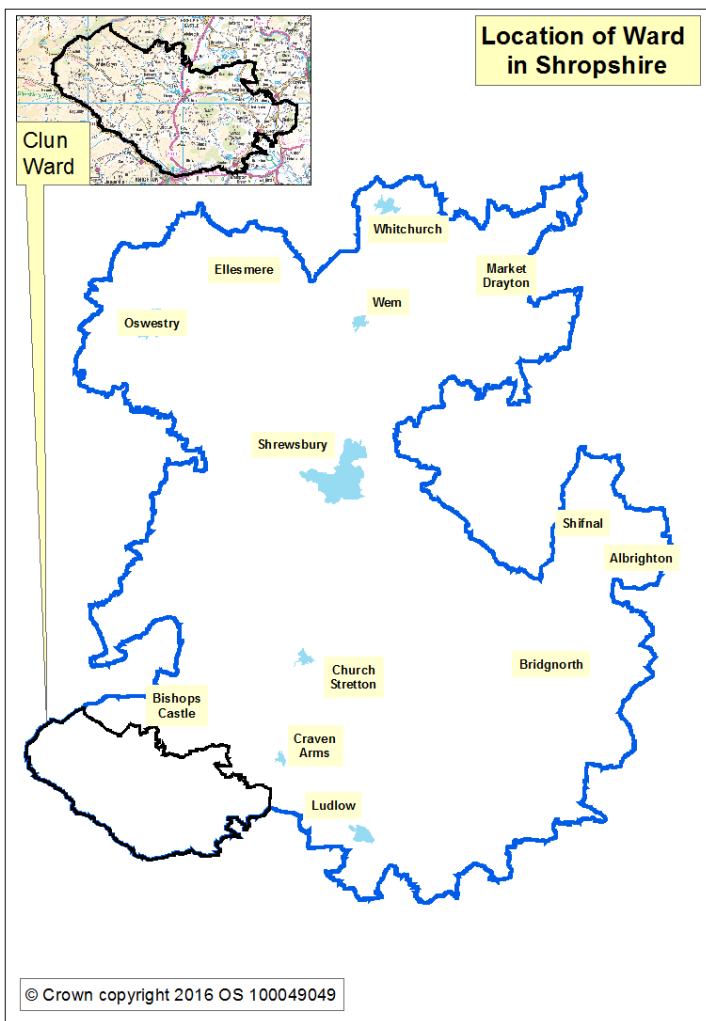 Location of Ward
in Shropshire
Clun
Ward
Whitchurch
Ellesmere
Market
Drayton
Wem
Oswestry
Shrewsbury
Shifnal
Albrighton
Church
Stretton
Bridgnorth
Bishops
Castle
Craven
Arms
Ludlow
© Crown copyright 2016 OS 100049049